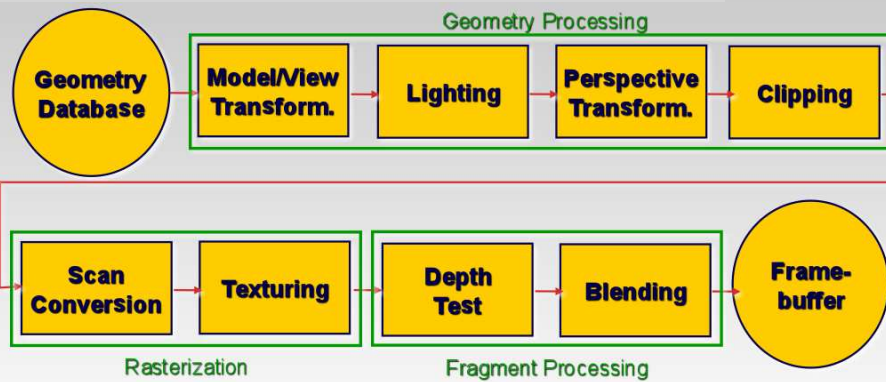 Geometry Processing
Geometry
Database
Model/View
Transform.
Lighting
Perspective
Transform.
Clipping
Scan
Conversion
Texturing
Depth
Test
Blending
Frame-
buffer
Rasterization
Fragment Processing